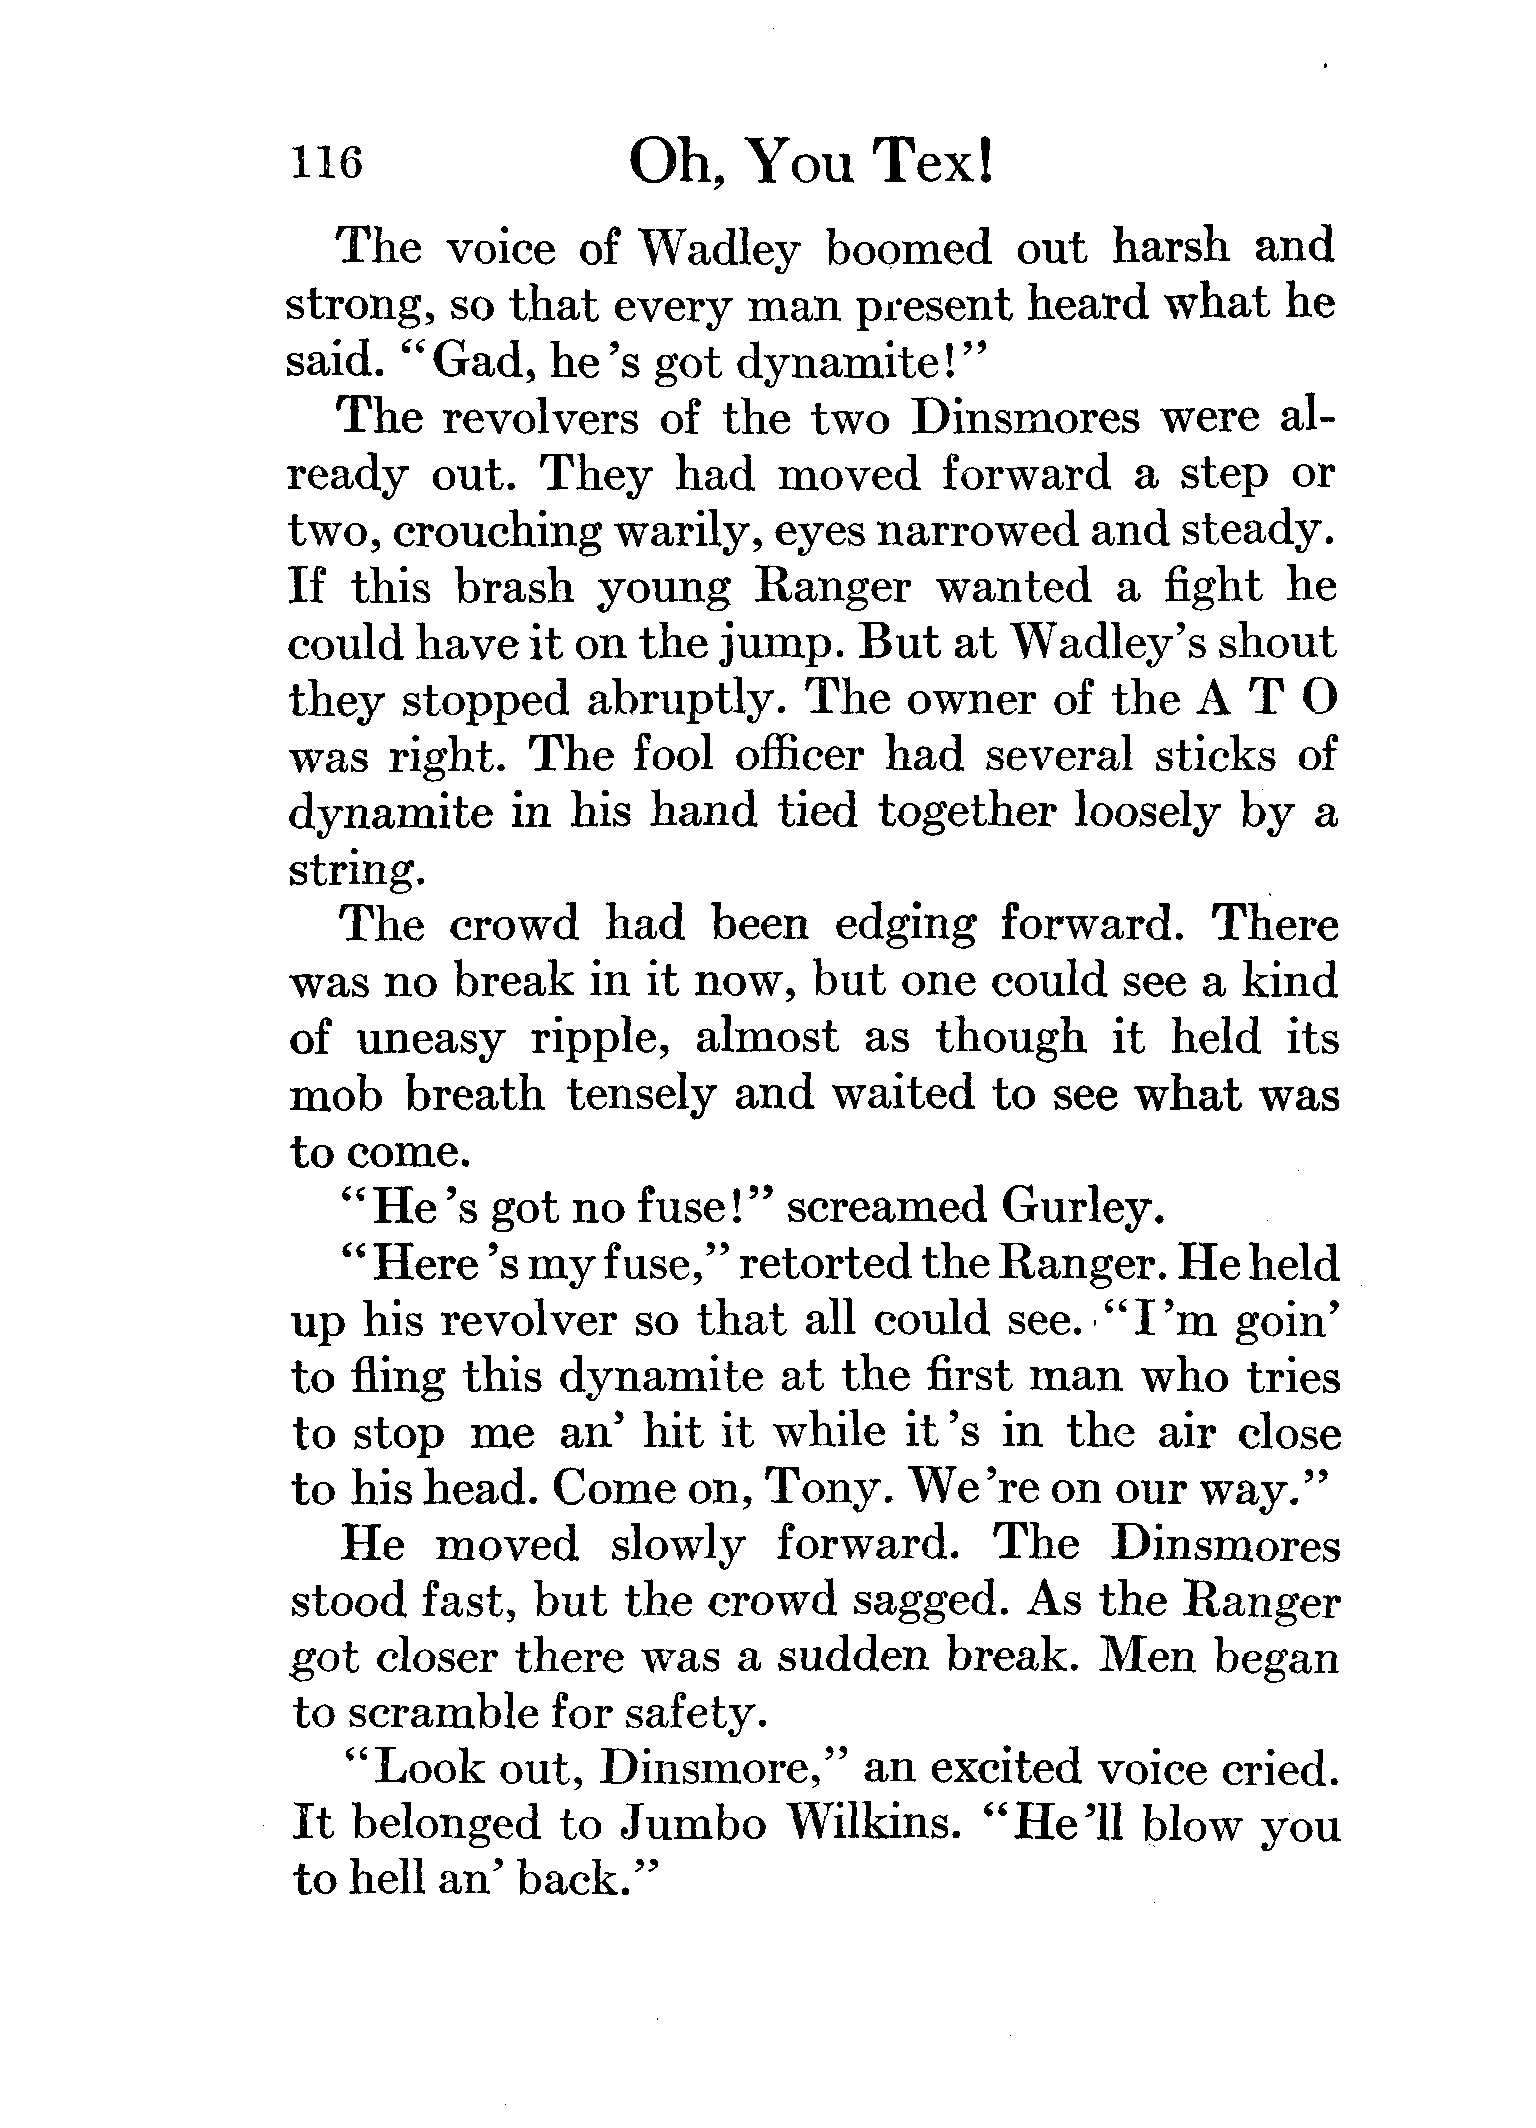 116 Oh, You Tex!
The voice of Wadley boomed out harsh and
strong, so that every man present heard what he
said. "Gad, he's got dynamite!"
The revolvers of the two Dinsmores were al-
ready out. They had moved forward a step or
two, crouching warily, eyes narrowed and steady.
If this brash young Ranger wanted a fight he
could have it on the jump. But at Wadley's shout
they stopped abruptly. The owner of the A T O
was right. The fool officer had several sticks of
dynamite in his hand tied together loosely by a
string.
The crowd had been edging forward. There
was no break in it now, but one could see a kind
of uneasy ripple, almost as though it held its
mob breath tensely and waited to see what was
to come.
"He's got no fuse!" screamed Gurley.
"Here's my fuse," retorted the Ranger. He held
up his revolver so that all could see. "I'm goin'
to fling this dynamite at the first man who tries
to stop me an' hit it while it's in the air close
to his head. Come on, Tony. We're on our way."
He moved slowly forward. The Dinsmores
stood fast, but the crowd sagged. As the Ranger
got closer there was a sudden break. Men began
to scramble for safety.
"Look out, Dinsmore," an excited voice cried.
It belonged to Jumbo Wilkins. "He'll blow you
to hell an' back."